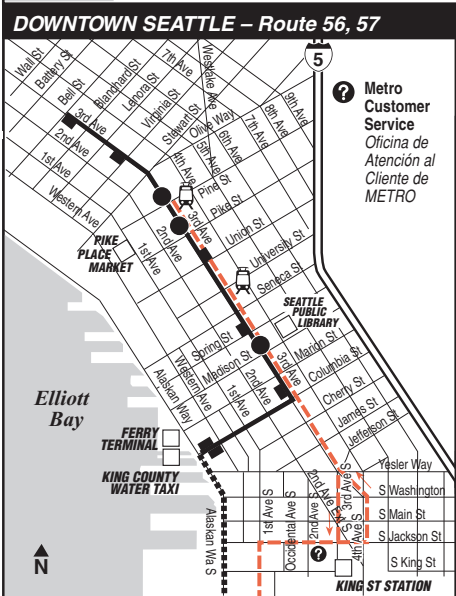 DOWNTOWN SEATTLE – Route 56, 57
5
?
Metro
Customer
Service
Oficina de
Atención al
Cliente de
METRO
Wall St
Battery St
Bell St
Blanchard St
Lenora St
Virginia St
Stewart St
Olive Way
7th Ave
Westlake Ave
9th Ave
8th Ave
7th Ave
6th Ave
5th Ave
4th Ave
3rd Ave
2nd Ave
1st Ave
Western Ave
Pine St
Pike St
Union St
University St
Seneca St
3rd Ave
2nd Ave
1st Ave
PIKE
PLACE
MARKET
SEATTLE
PUBLIC
LIBRARY
Spring St
Madison St
Marion St
Columbia St
Cherry St
James St
Jefferson St
3rd Ave
2nd Ave
1st Ave
Western Ave
Alaskan Way
Elliott
Bay
FERRY
TERMINAL
KING COUNTY
WATER TAXI
Yesler Way
S Washington
S Main St
S Jackson St
S King St
Alaskan Wa S
1st Ave S
Occidental Ave S
2nd Ave S
2nd Ave Ext S
3rd Ave S
4th Ave S
?
KING ST STATION
N